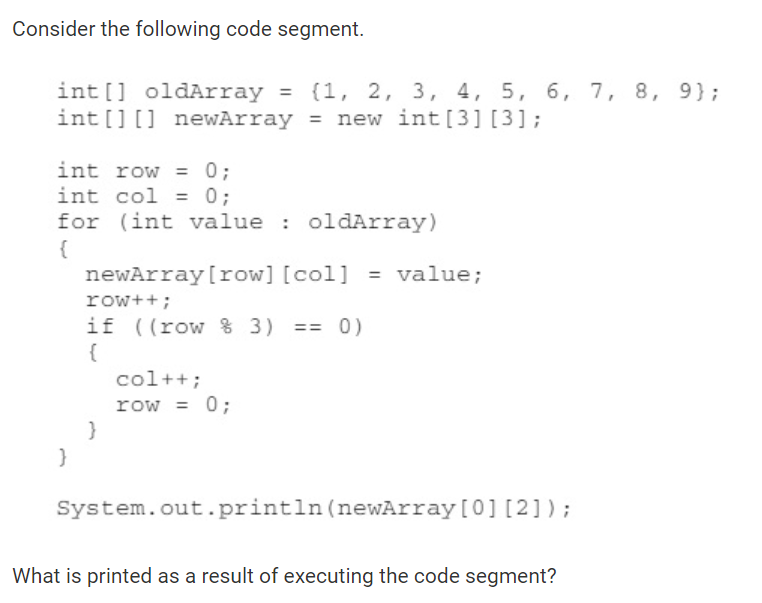 Consider the following code segment.
int[] oldArray = {1, 2, 3, 4, 5, 6, 7, 8, 9};
int[][] newArray = new int[3][3];
int row = 0;
int col = 0;
for (int value : oldArray)
{
newArray[row][col] = value;
row++;
if ((row % 3) == 0)
{
col++;
row = 0;
}
}
System.out.println(newArray[0][2]);
What is printed as a result of executing the code segment?